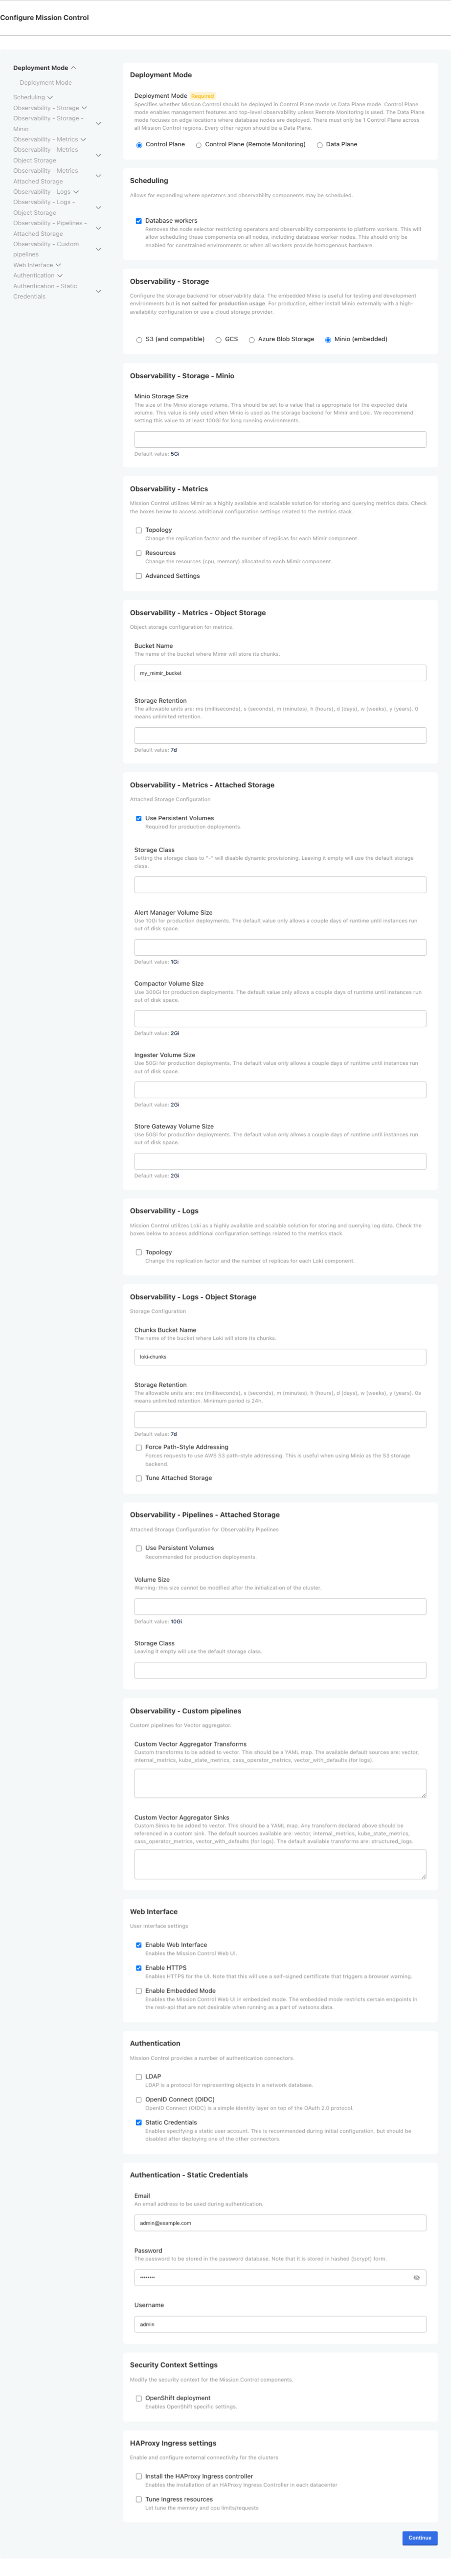 Configure Mission Control
Deployment Mode
Deployment Mode
Scheduling
Observability - Storage
Observability - Storage -
Minio
Observability - Metrics
Observability - Metrics -
Object Storage
Observability - Metrics -
Attached Storage
Observability - Logs
Observability - Logs -
Object Storage
Observability - Pipelines -
Attached Storage
Observability - Custom
pipelines
Web Interface
Authentication
Authentication - Static
Credentials
Deployment Mode
Deployment Mode Required
Specifies whether Mission Control should be deployed in Control Plane mode vs Data Plane mode. Control Plane
mode enables management features and top-level observability unless Remote Monitoring is used. The Data Plane
mode focuses on edge locations where database nodes are deployed. There must only be 1 Control Plane across
all Mission Control regions. Every other region should be a Data Plane.
Control Plane Control Plane (Remote Monitoring) Data Plane
Scheduling
Allows for expanding where operators and observability components may be scheduled.
Database workers
Removes the node selector restricting operators and observability components to platform workers. This will
allow scheduling these components on all nodes, including database worker nodes. This should only be
enabled for constrained environments or when all workers provide homogenous hardware.
Observability - Storage
Configure the storage backend for observability data. The embedded Minio is useful for testing and development
environments but is not suited for production usage. For production, either install Minio externally with a high-
availability configuration or use a cloud storage provider.
S3 (and compatible) GCS Azure Blob Storage Minio (embedded)
Observability - Storage - Minio
Minio Storage Size
The size of the Minio storage volume. This should be set to a value that is appropriate for the expected data
volume. This value is only used when Minio is used as the storage backend for Mimir and Loki. We recommend
setting this value to at least 100Gi for long running environments.
Default value: 5Gi
Observability - Metrics
Mission Control utilizes Mimir as a highly available and scalable solution for storing and querying metrics data. Check
the boxes below to access additional configuration settings related to the metrics stack.
Topology
Change the replication factor and the number of replicas for each Mimir component.
Resources
Change the resources (cpu, memory) allocated to each Mimir component.
Advanced Settings
Observability - Metrics - Object Storage
Object storage configuration for metrics.
Bucket Name
The name of the bucket where Mimir will store its chunks.
my_mimir_bucket
Storage Retention
The allowable units are: ms (milliseconds), s (seconds), m (minutes), h (hours), d (days), w (weeks), y (years). 0
means unlimited retention.
Default value: 7d
Observability - Metrics - Attached Storage
Attached Storage Configuration
Use Persistent Volumes
Required for production deployments.
Storage Class
Setting the storage class to "-" will disable dynamic provisioning. Leaving it empty will use the default storage
class.
Alert Manager Volume Size
Use 10Gi for production deployments. The default value only allows a couple days of runtime until instances run
out of disk space.
Default value: 1Gi
Compactor Volume Size
Use 300Gi for production deployments. The default value only allows a couple days of runtime until instances run
out of disk space.
Default value: 2Gi
Ingester Volume Size
Use 50Gi for production deployments. The default value only allows a couple days of runtime until instances run
out of disk space.
Default value: 2Gi
Store Gateway Volume Size
Use 50Gi for production deployments. The default value only allows a couple days of runtime until instances run
out of disk space.
Default value: 2Gi
Observability - Logs
Mission Control utilizes Loki as a highly available and scalable solution for storing and querying log data. Check the
boxes below to access additional configuration settings related to the metrics stack.
Topology
Change the replication factor and the number of replicas for each Loki component.
Observability - Logs - Object Storage
Storage Configuration
Chunks Bucket Name
The name of the bucket where Loki will store its chunks.
loki-chunks
Storage Retention
The allowable units are: ms (milliseconds), s (seconds), m (minutes), h (hours), d (days), w (weeks), y (years). 0s
means unlimited retention. Minimum period is 24h.
Default value: 7d
Force Path-Style Addressing
Forces requests to use AWS S3 path-style addressing. This is useful when using Minio as the S3 storage
backend.
Tune Attached Storage
Observability - Pipelines - Attached Storage
Attached Storage Configuration for Observability Pipelines
Use Persistent Volumes
Recommended for production deployments.
Volume Size
Warning: this size cannot be modified after the initialization of the cluster.
Default value: 10Gi
Storage Class
Leaving it empty will use the default storage class.
Observability - Custom pipelines
Custom pipelines for Vector aggregator.
Custom Vector Aggregator Transforms
Custom transforms to be added to vector. This should be a YAML map. The available default sources are: vector,
internal_metrics, kube_state_metrics, cass_operator_metrics, vector_with_defaults (for logs).
Custom Vector Aggregator Sinks
Custom Sinks to be added to vector. This should be a YAML map. Any transform declared above should be
referenced in a custom sink. The default sources available are: vector, internal_metrics, kube_state_metrics,
cass_operator_metrics, vector_with_defaults (for logs). The default available transforms are: structured_logs.
Web Interface
User Interface settings
Enable Web Interface
Enables the Mission Control Web UI.
Enable HTTPS
Enables HTTPS for the UI. Note that this will use a self-signed certificate that triggers a browser warning.
Enable Embedded Mode
Enables the Mission Control Web UI in embedded mode. The embedded mode restricts certain endpoints in
the rest-api that are not desirable when running as a part of watsonx.data.
Authentication
Mission Control provides a number of authentication connectors.
LDAP
LDAP is a protocol for representing objects in a network database.
OpenID Connect (OIDC)
OpenID Connect (OIDC) is a simple identity layer on top of the OAuth 2.0 protocol.
Static Credentials
Enables specifying a static user account. This is recommended during initial configuration, but should be
disabled after deploying one of the other connectors.
Authentication - Static Credentials
Email
An email address to be used during authentication.
admin@example.com
Password
The password to be stored in the password database. Note that it is stored in hashed (bcrypt) form.
••••••••
Username
admin
Security Context Settings
Modify the security context for the Mission Control components.
OpenShift deployment
Enables OpenShift specific settings.
HAProxy Ingress settings
Enable and configure external connectivity for the clusters
Install the HAProxy Ingress controller
Enables the installation of an HAProxy Ingress Controller in each datacenter
Tune Ingress resources
Let tune the memory and cpu limits/requests
Continue